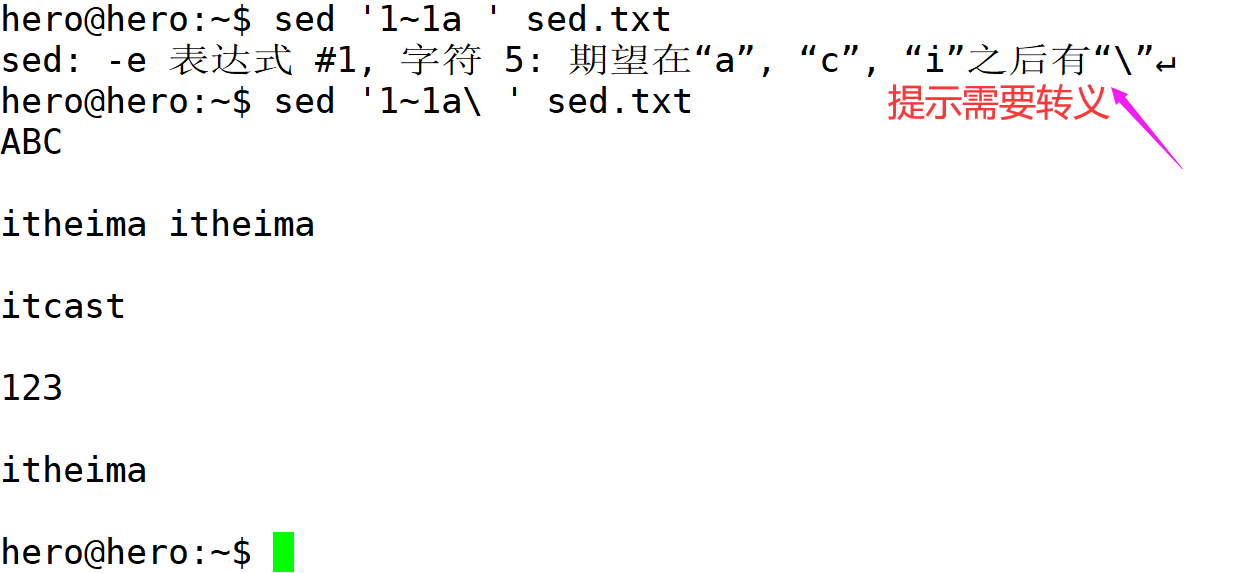 hero@hero:~$ sed '1~1a ' sed.txt
sed: -e 表达式 #1, 字符 5: 期望在“a”, “c”, “i”之后有“\”↵
hero@hero:~$ sed '1~1a\ ' sed.txt
提示需要转义
ABC
itheima itheima
itcast
123
itheima
hero@hero:~$